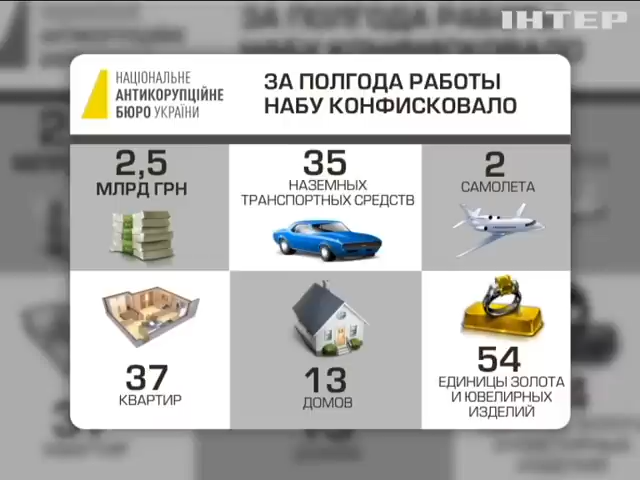 ІНТЕР
НАЦІОНАЛЬНЕ
АНТИКОРУПЦІЙНЕ
БЮРО УКРАЇНИ
ЗА ПОЛГОДА РАБОТЫ
НАБУ КОНФИСКОВАЛО
2,5
МЛРД ГРН
35
НАЗЕМНЫХ
ТРАНСПОРТНЫХ СРЕДСТВ
2
САМОЛЕТА
37
КВАРТИР
13
ДОМОВ
54
ЕДИНИЦЫ ЗОЛОТА
И ЮВЕЛИРНЫХ
ИЗДЕЛИЙ